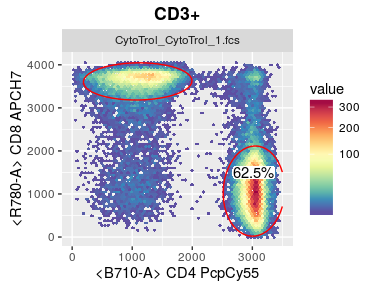 CD3+
CytoTrol_CytoTrol_1.fcs
<R780-A> CD8 APCH7
4000
3000
2000
1000
0
62.5%
0
1000
2000
3000
<B710-A> CD4 PcpCy55
value
300
200
100